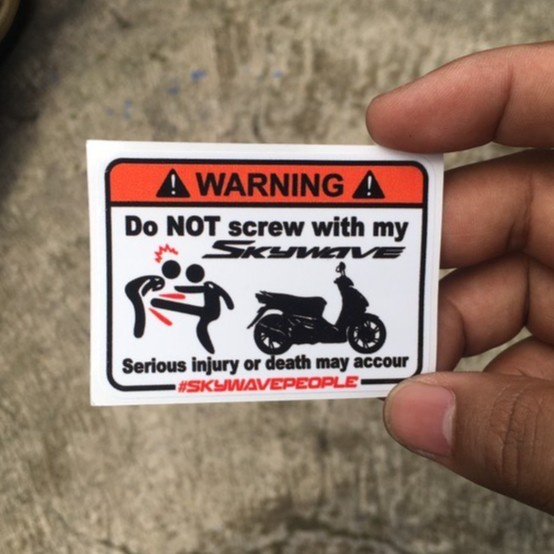 WARNING
Do NOT screw with my
SKYWAVE
Serious injury or death may accour
#SKYWAVEPEOPLE